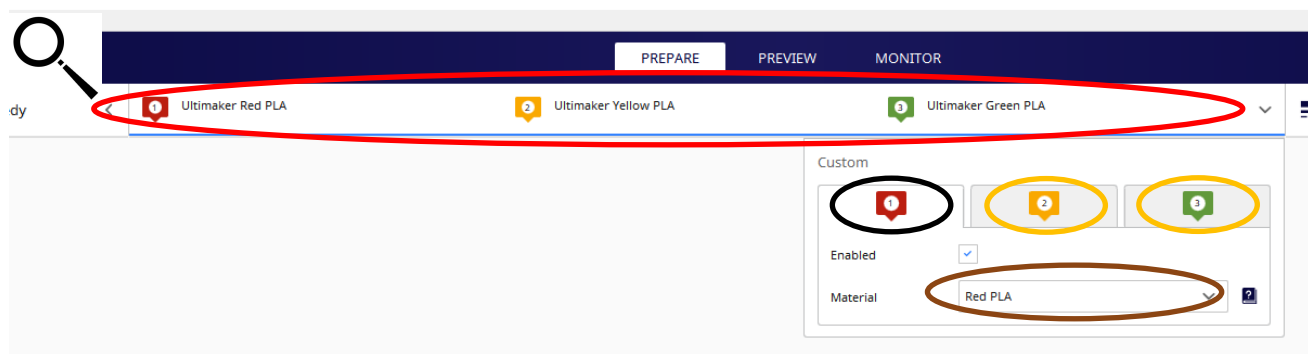 PREPARE PREVIEW MONITOR
dy 1 Ultimaker Red PLA 2 Ultimaker Yellow PLA 3 Ultimaker Green PLA
Custom
1 2 3
Enabled
Material Red PLA ?